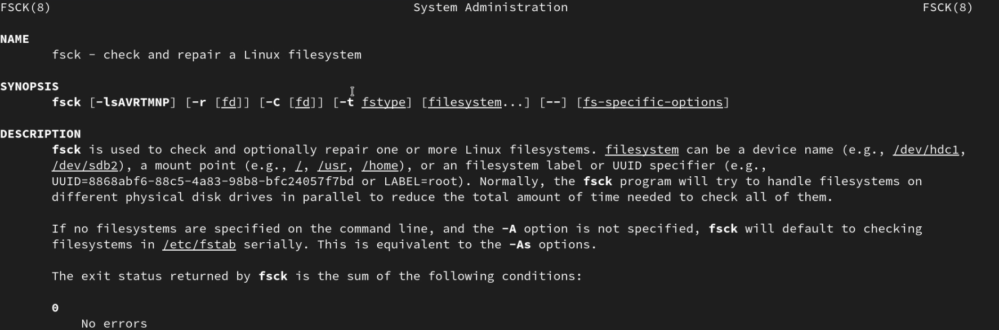 FSCK(8) System Administration FSCK(8)
NAME
fsck - check and repair a Linux filesystem
SYNOPSIS
fsck [-lsAVRTMNP] [-r [fd]] [-C [fd]] [-t fstype] [filesystem...] [--] [fs-specific-options]
DESCRIPTION
fsck is used to check and optionally repair one or more Linux filesystems. filesystem can be a device name (e.g., /dev/hdc1,
/dev/sdb2), a mount point (e.g., /, /usr, /home), or an filesystem label or UUID specifier (e.g.,
UUID=8868abf6-88c5-4a83-98b8-bfc24057f7bd or LABEL=root). Normally, the fsck program will try to handle filesystems on
different physical disk drives in parallel to reduce the total amount of time needed to check all of them.
If no filesystems are specified on the command line, and the -A option is not specified, fsck will default to checking
filesystems in /etc/fstab serially. This is equivalent to the -As options.
The exit status returned by fsck is the sum of the following conditions:
0
No errors